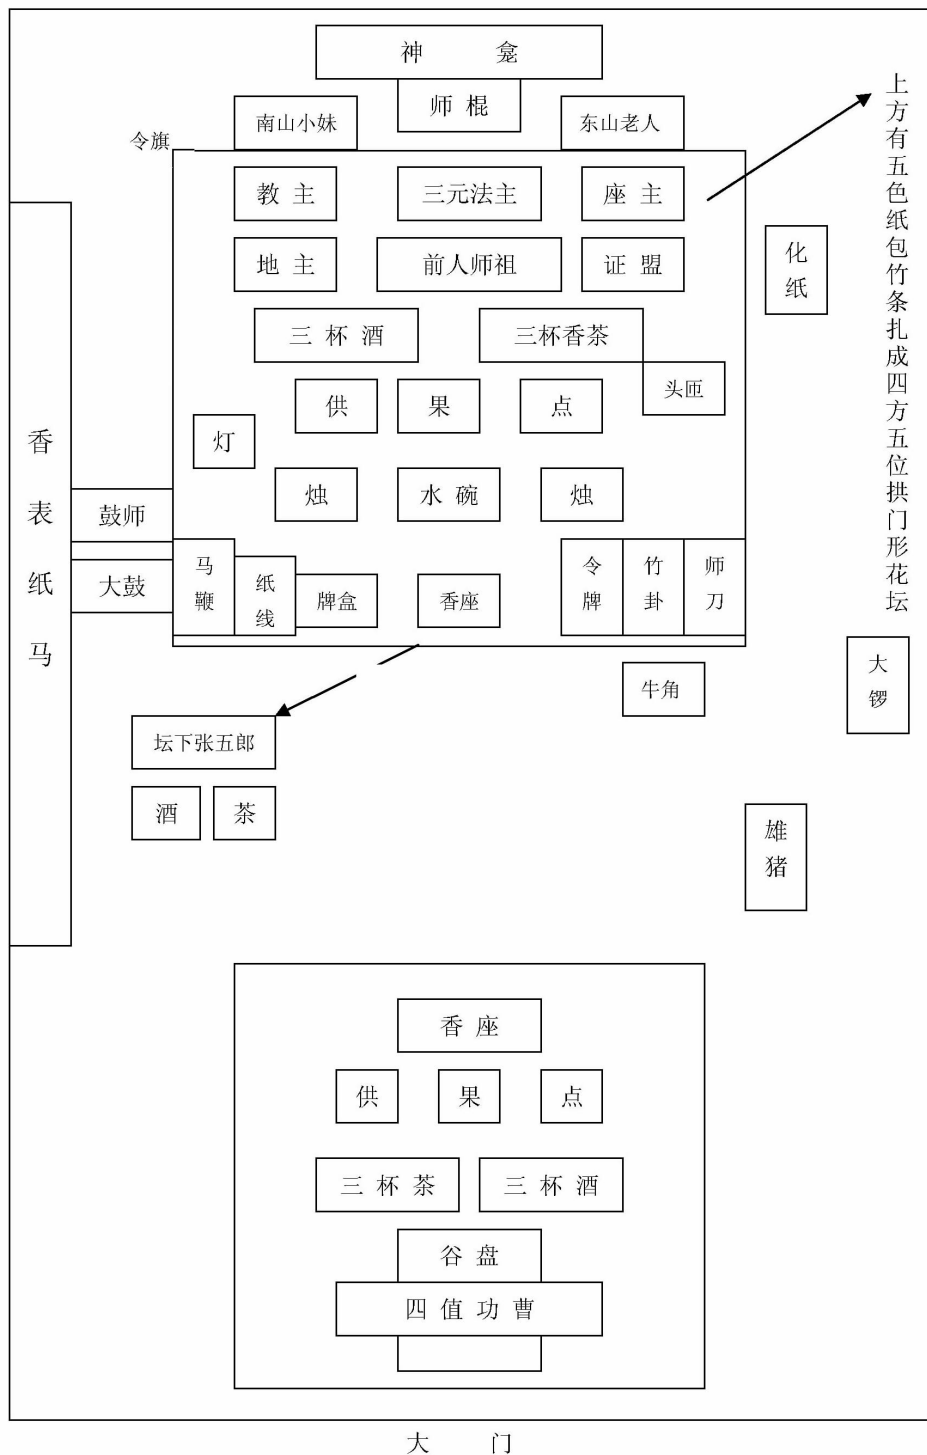 神 龛
师 棍
南山小妹 东山老人
令旗
教 主 三元法主 座 主
地 主 前人师祖 证 盟
三 杯 酒 三杯香茶
供 果 点 头匝
灯
烛 水 碗 烛
马鞭 纸线 牌盒 香座 令牌 竹卦 师刀
牛角
香表纸马
鼓师
大鼓
化纸
上方有五色纸包竹条扎成四方五位拱门形花坛
大锣
坛下张五郎
酒 茶
雄猪
香 座
供 果 点
三 杯 茶 三 杯 酒
谷 盘
四 值 功 曹
大 门